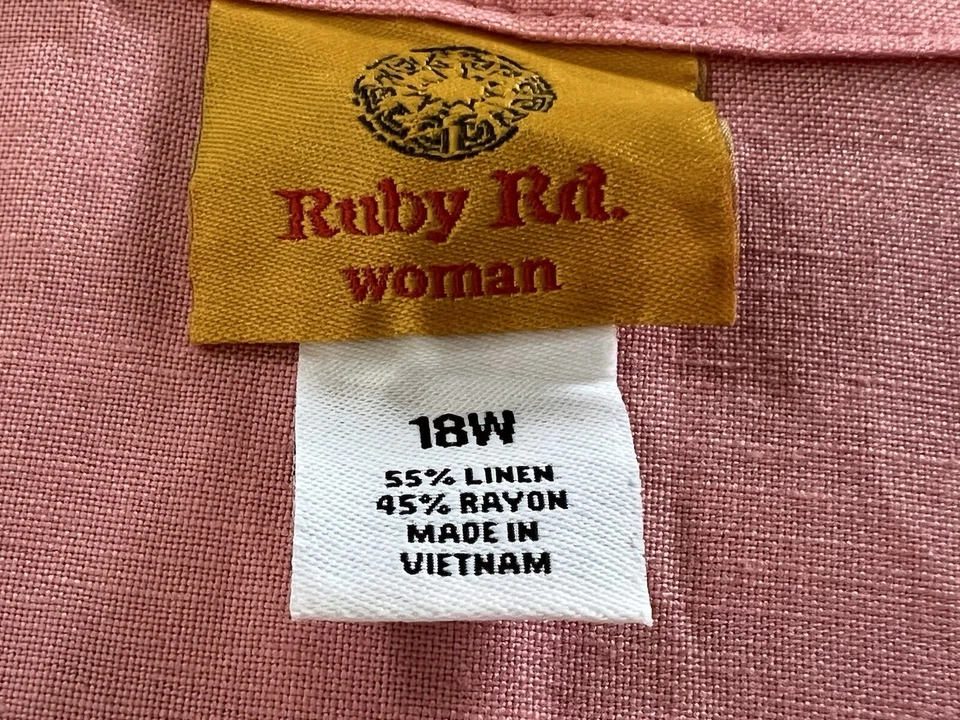 Ruby Rd.
woman
18W
55% LINEN
45% RAYON
MADE IN
VIETNAM